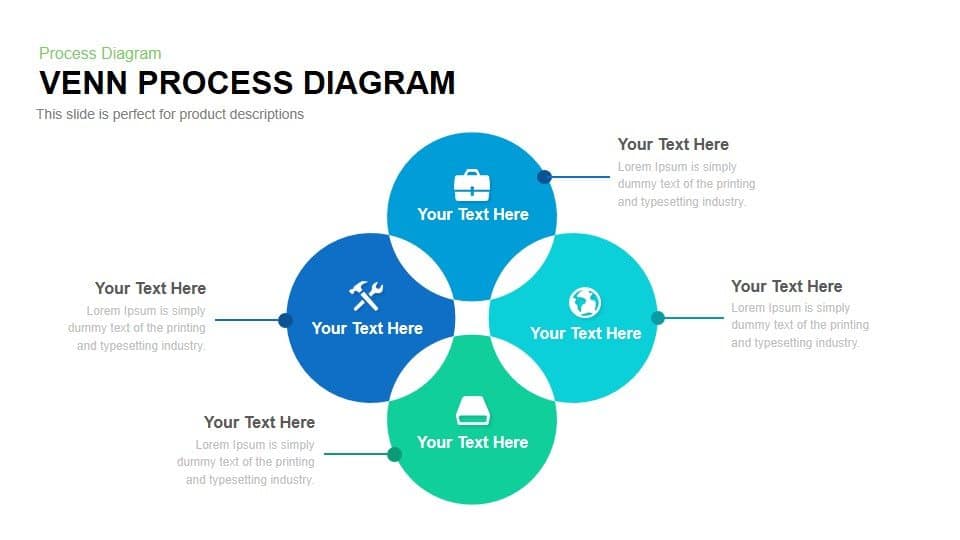 Process Diagram
VENN PROCESS DIAGRAM
This slide is perfect for product descriptions
Your Text Here
Lorem Ipsum is simply
dummy text of the printing
and typesetting industry.
Your Text Here
Your Text Here
Lorem Ipsum is simply
dummy text of the printing
and typesetting industry.
Your Text Here
Your Text Here
Your Text Here
Lorem Ipsum is simply
dummy text of the printing
and typesetting industry.
Your Text Here
Lorem Ipsum is simply
dummy text of the printing
and typesetting industry.
Your Text Here